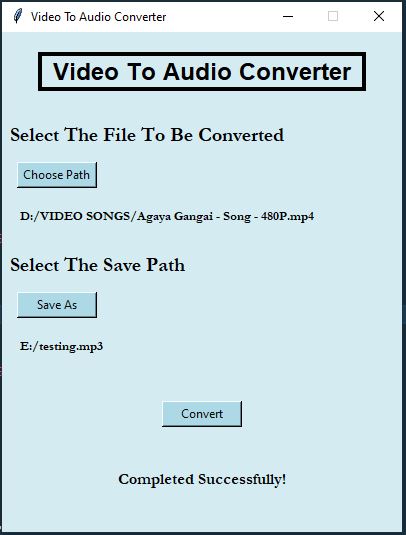 Video To Audio Converter
Video To Audio Converter
Select The File To Be Converted
Choose Path
D:/VIDEO SONGS/Agaya Gangai - Song - 480P.mp4
Select The Save Path
Save As
E:/testing.mp3
Convert
Completed Successfully!